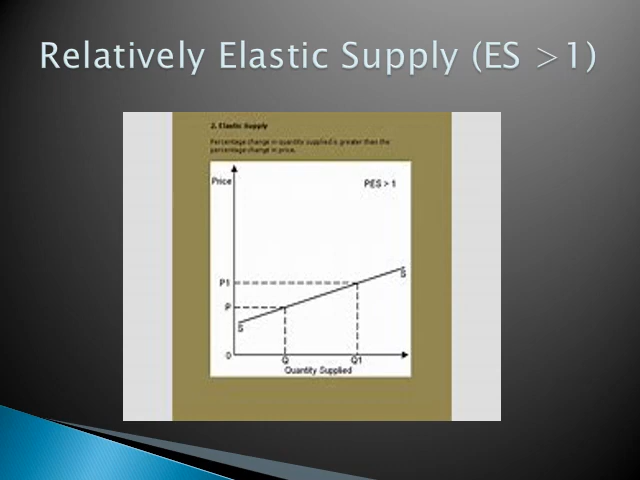 Relatively Elastic Supply (ES >1)
2. Elastic Supply
Percentage change in quantity supplied is greater than the
percentage change in price.
Price
PES > 1
S
P1
P
S
0
Q
Q1
Quantity Supplied